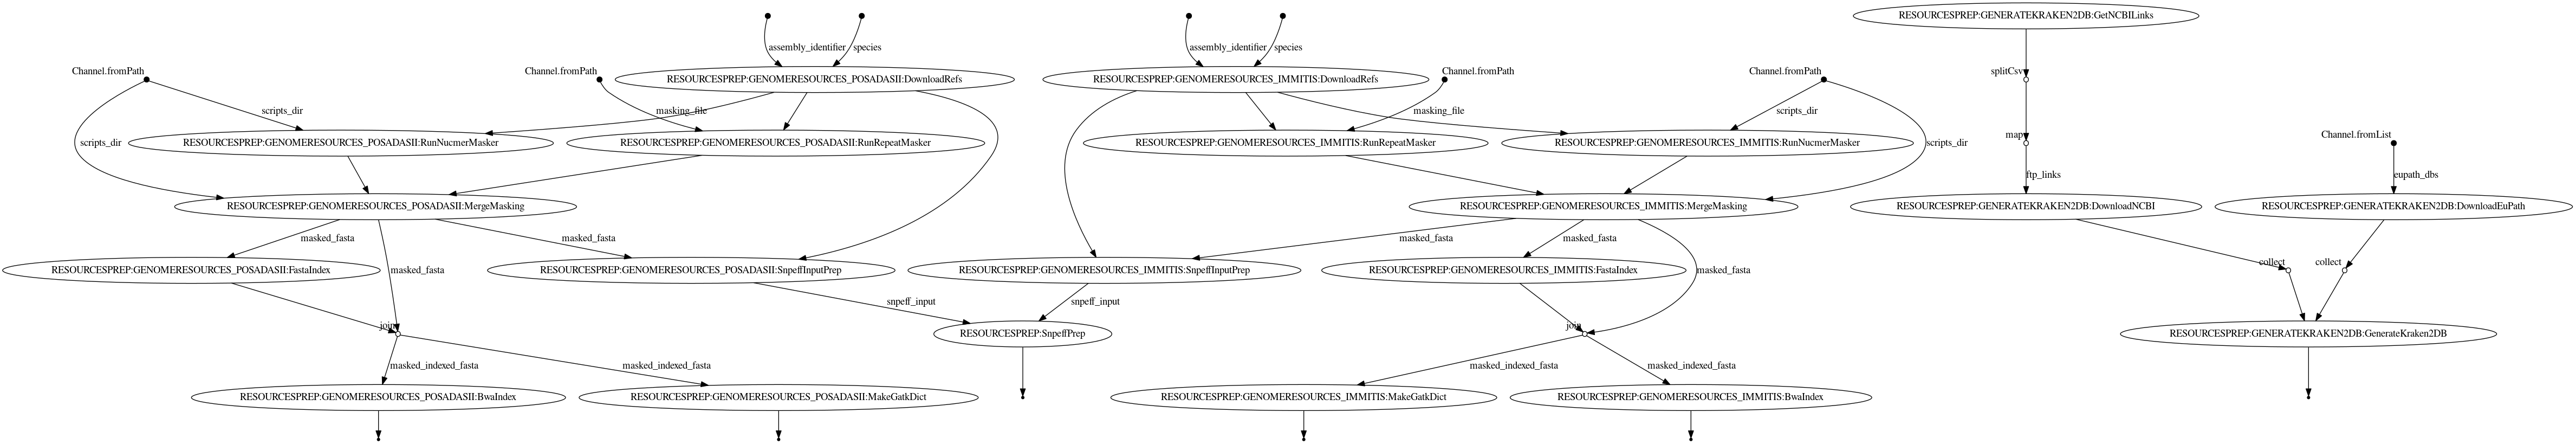 RESOURCESPREP:GENERATEKRAKEN2DB:GetNCBILinks
assembly_identifier
species
assembly_identifier
species
Channel.fromPath
Channel.fromPath
RESOURCESPREP:GENOMERESOURCES_POSADASII:DownloadRefs
RESOURCESPREP:GENOMERESOURCES_IMMITIS:DownloadRefs
Channel.fromPath
Channel.fromPath
splitCsv
scripts_dir
masking_file
masking_file
scripts_dir
scripts_dir
RESOURCESPREP:GENOMERESOURCES_POSADASII:RunNucmerMasker
RESOURCESPREP:GENOMERESOURCES_POSADASII:RunRepeatMasker
RESOURCESPREP:GENOMERESOURCES_IMMITIS:RunRepeatMasker
RESOURCESPREP:GENOMERESOURCES_IMMITIS:RunNucmerMasker
scripts_dir
map
Channel.fromList
ftp_links
eupath_dbs
RESOURCESPREP:GENOMERESOURCES_POSADASII:MergeMasking
RESOURCESPREP:GENOMERESOURCES_IMMITIS:MergeMasking
RESOURCESPREP:GENERATEKRAKEN2DB:DownloadNCBI
RESOURCESPREP:GENERATEKRAKEN2DB:DownloadEuPath
masked_fasta
masked_fasta
masked_fasta
masked_fasta
RESOURCESPREP:GENOMERESOURCES_POSADASII:FastaIndex
masked_fasta
RESOURCESPREP:GENOMERESOURCES_POSADASII:SnpeffInputPrep
RESOURCESPREP:GENOMERESOURCES_IMMITIS:SnpeffInputPrep
RESOURCESPREP:GENOMERESOURCES_IMMITIS:FastaIndex
masked_fasta
collect
collect
snpeff_input
snpeff_input
join
RESOURCESPREP:SnpeffPrep
join
RESOURCESPREP:GENERATEKRAKEN2DB:GenerateKraken2DB
masked_indexed_fasta
masked_indexed_fasta
masked_indexed_fasta
masked_indexed_fasta
RESOURCESPREP:GENOMERESOURCES_POSADASII:BwaIndex
RESOURCESPREP:GENOMERESOURCES_POSADASII:MakeGatkDict
RESOURCESPREP:GENOMERESOURCES_IMMITIS:MakeGatkDict
RESOURCESPREP:GENOMERESOURCES_IMMITIS:BwaIndex